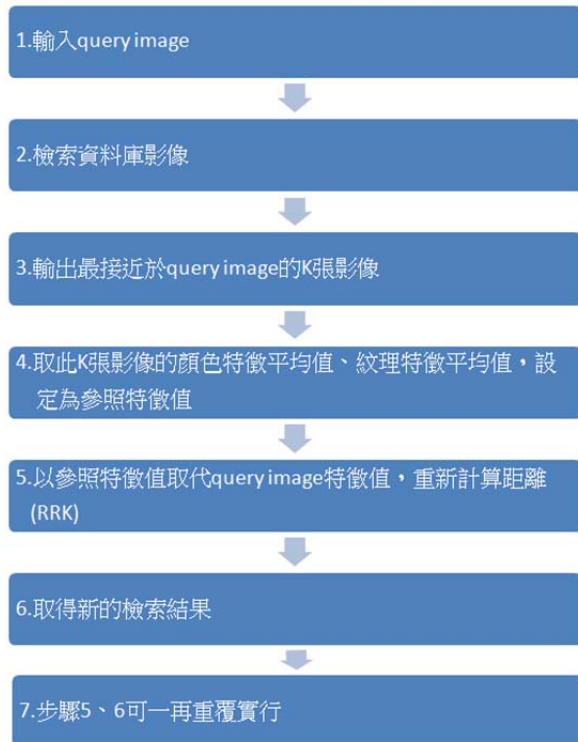 1.輸入query image
2.檢索資料庫影像
3.輸出最接近於query image的K張影像
4.取此K張影像的顏色特徵平均值、紋理特徵平均值，設
定為參照特徵值
5.以參照特徵值取代query image特徵值，重新計算距離
(RRK)
6.取得新的檢索結果
7.步驟5、6可一再重覆實行